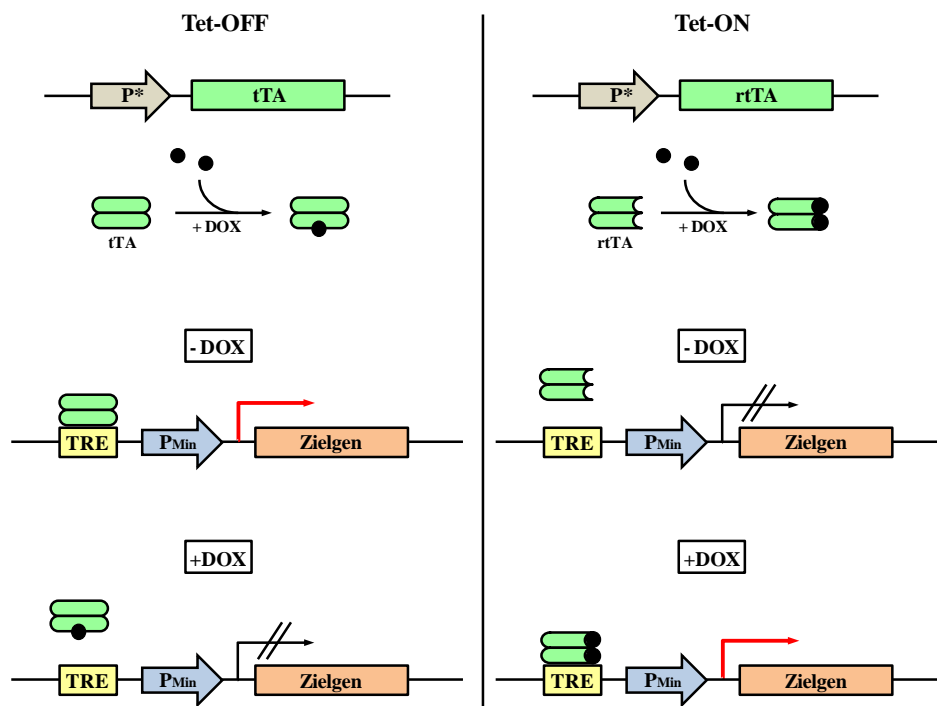 Tet-OFF
P* tTA
+ DOX
tTA
- DOX
TRE PMin Zielgen
+DOX
TRE PMin Zielgen
Tet-ON
P* rtTA
+ DOX
rtTA
- DOX
TRE PMin Zielgen
+DOX
TRE PMin Zielgen